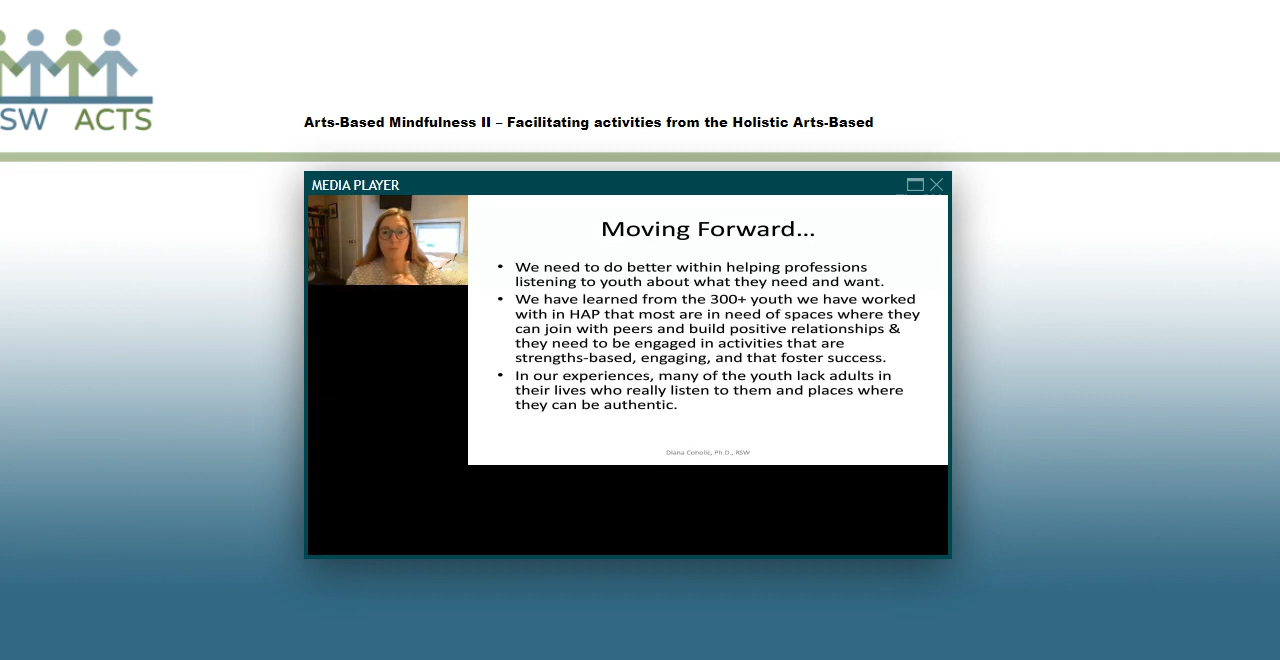 SW ACTS
Arts-Based Mindfulness II – Facilitating activities from the Holistic Arts-Based
MEDIA PLAYER
Moving Forward...
• We need to do better within helping professions
listening to youth about what they need and want.
• We have learned from the 300+ youth we have worked
with in HAP that most are in need of spaces where they
can join with peers and build positive relationships &
they need to be engaged in activities that are
strengths-based, engaging, and that foster success.
• In our experiences, many of the youth lack adults in
their lives who really listen to them and places where
they can be authentic.
Diana Coholic, Ph.D., RSW